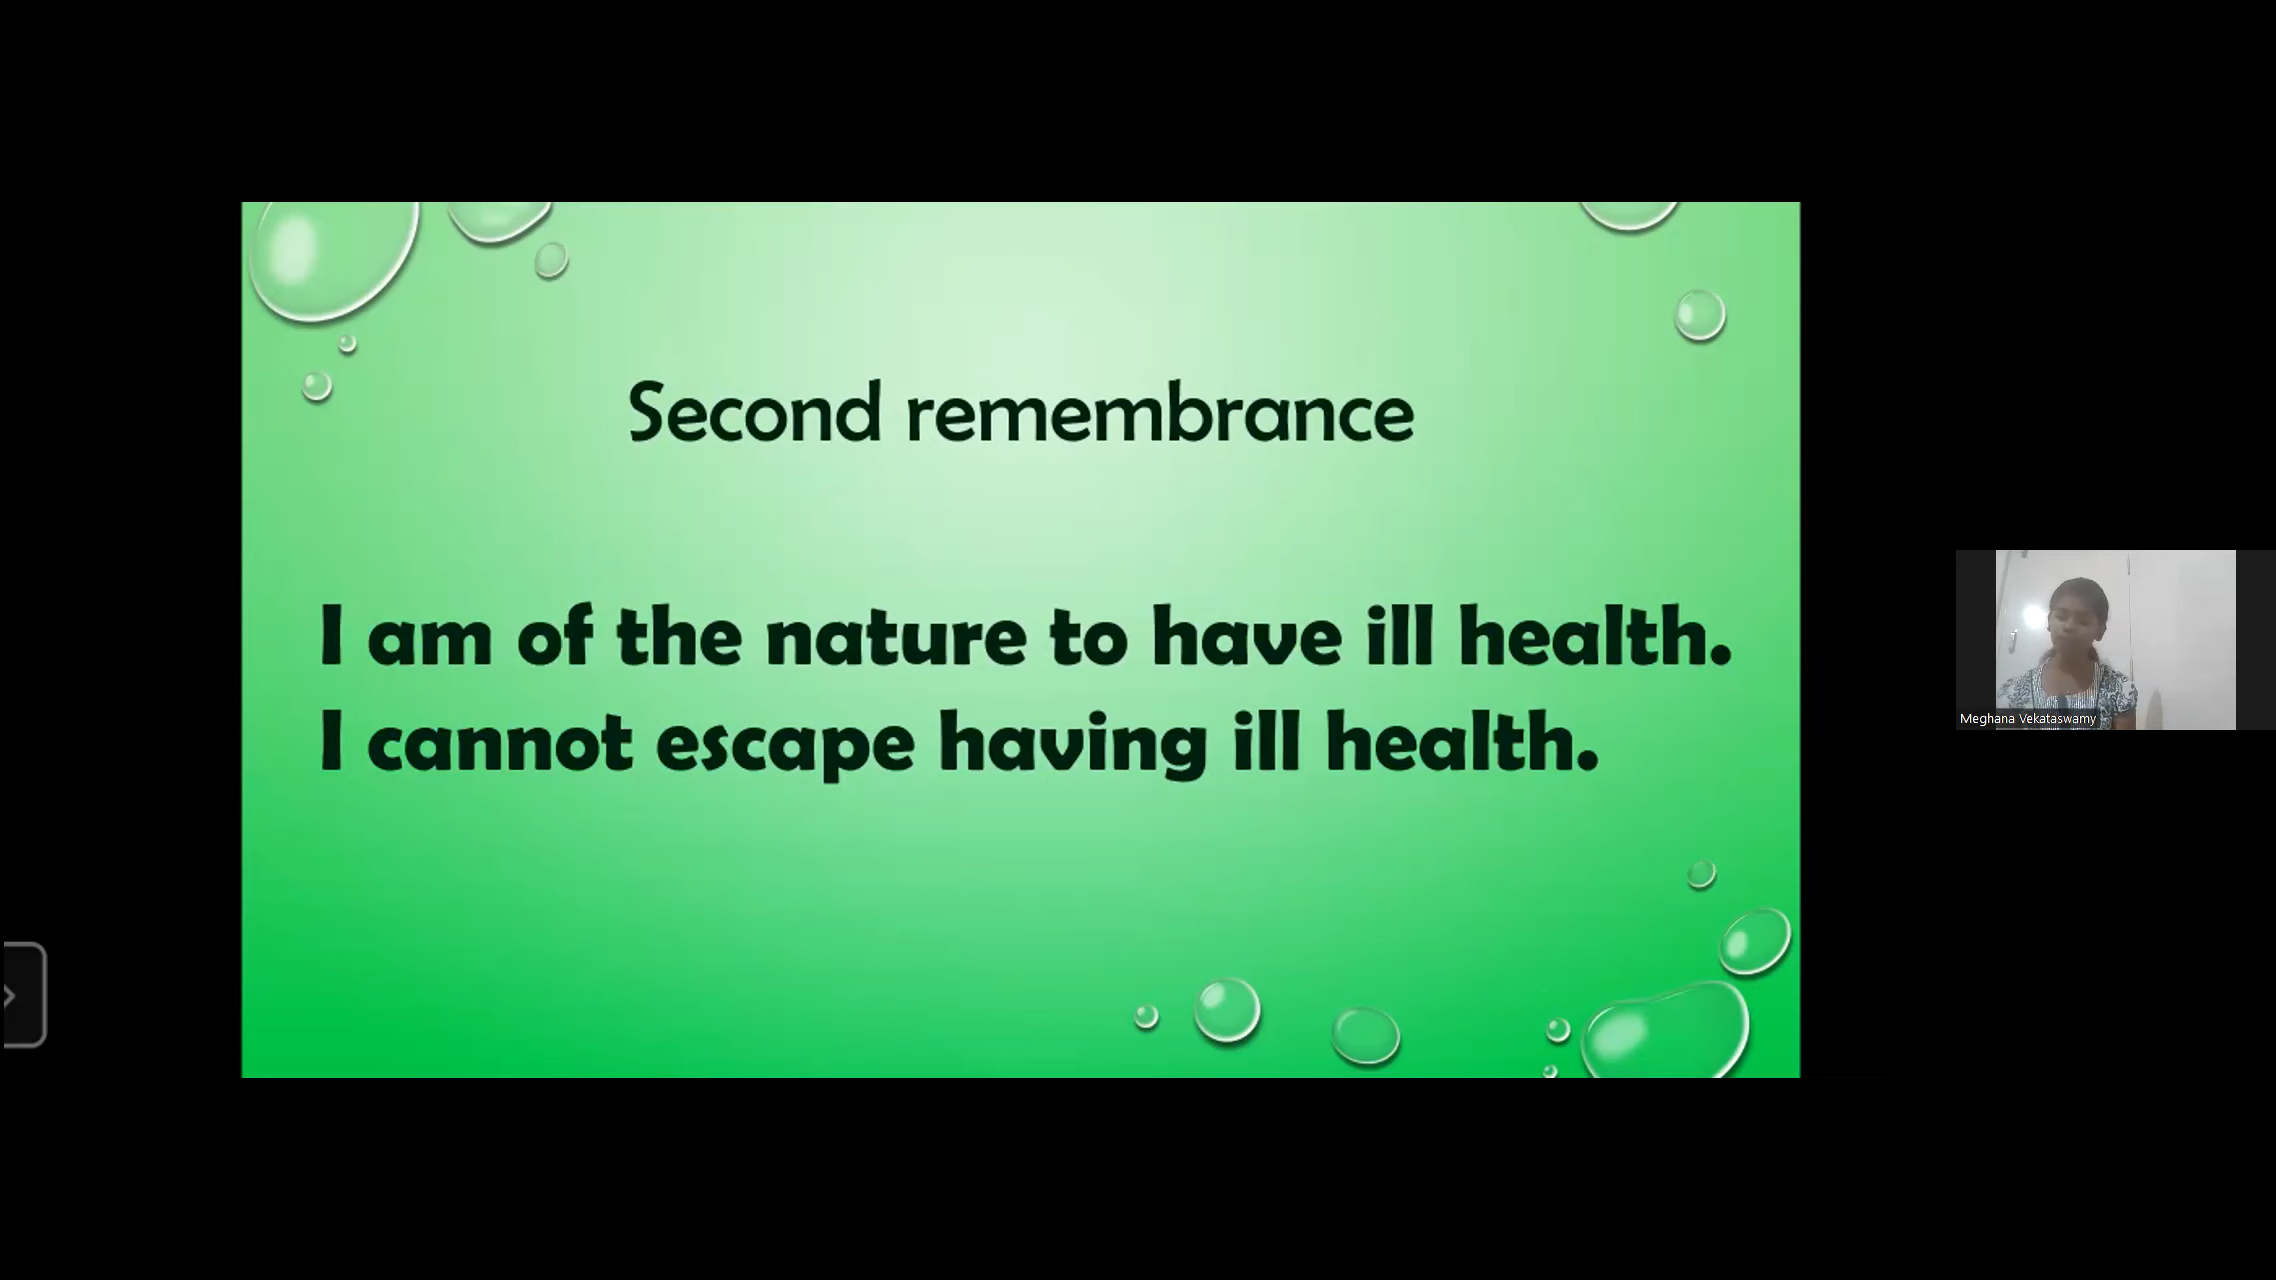 Second remembrance
I am of the nature to have ill health.
I cannot escape having ill health.
Meghana Vekataswamy